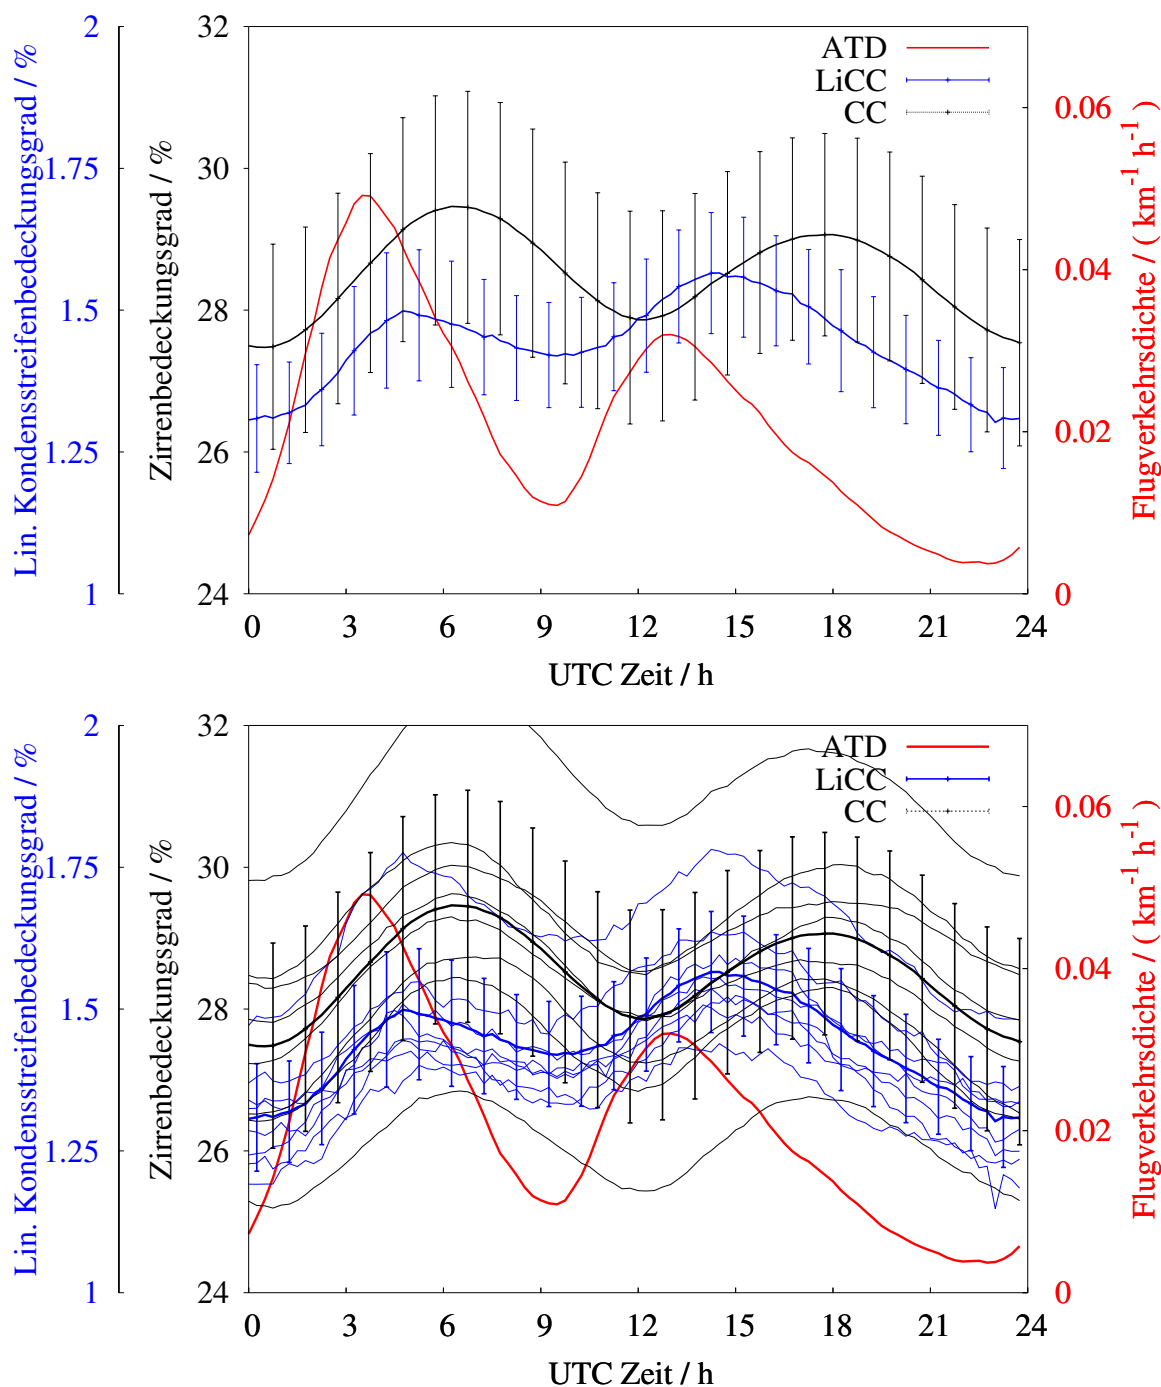 Lin. Kondensstreifenbedeckungsgrad / %
2
1.75
1.5
1.25
1
Zirrenbedeckungsgrad / %
32
30
28
26
24
ATD
LiCC
CC
0.06
0.04
0.02
0
Flugverkehrsdichte / ( km⁻¹ h⁻¹ )
0 3 6 9 12 15 18 21 24
UTC Zeit / h
Lin. Kondensstreifenbedeckungsgrad / %
2
1.75
1.5
1.25
1
Zirrenbedeckungsgrad / %
32
30
28
26
24
ATD
LiCC
CC
0.06
0.04
0.02
0
Flugverkehrsdichte / ( km⁻¹ h⁻¹ )
0 3 6 9 12 15 18 21 24
UTC Zeit / h